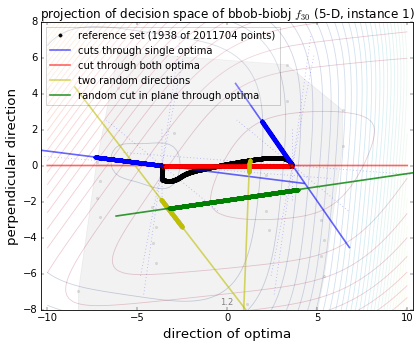 projection of decision space of bbob-biobj f30 (5-D, instance 1)
reference set (1938 of 2011704 points)
cuts through single optima
cut through both optima
two random directions
random cut in plane through optima
perpendicular direction
8
6
4
2
0
−2
−4
−6
−8
1.2
−10
−5
0
5
10
direction of optima